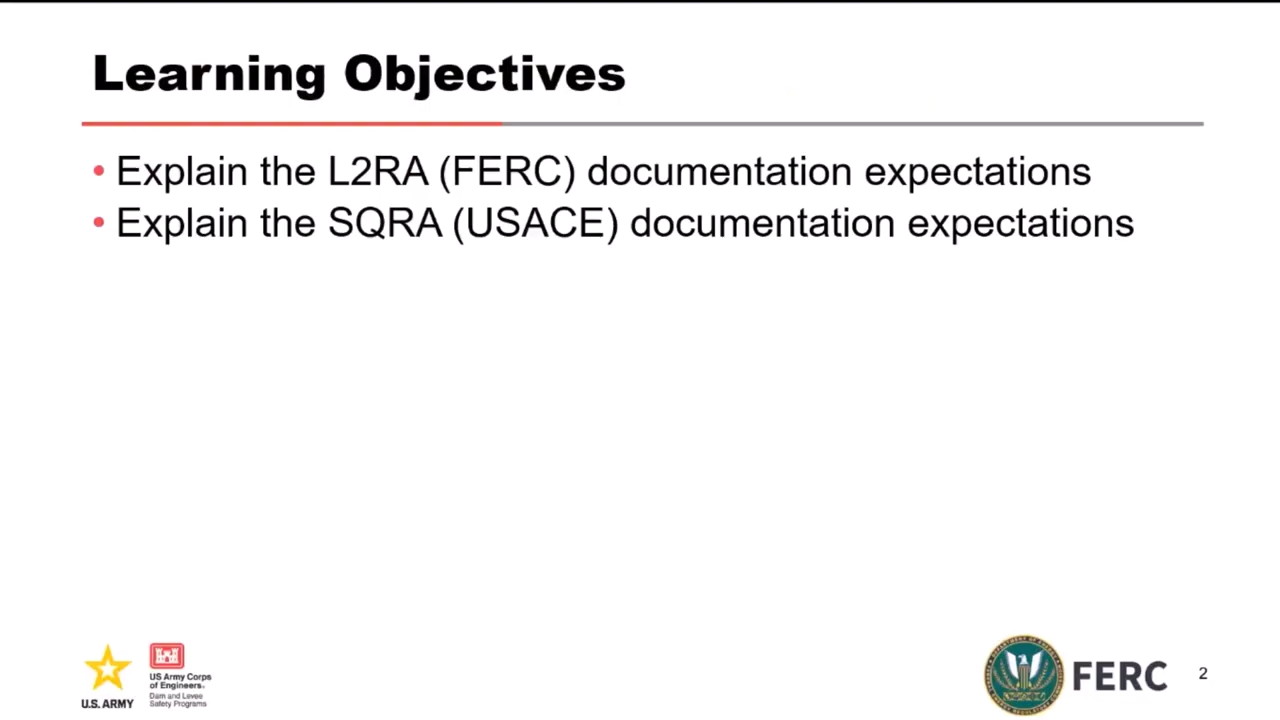 Learning Objectives
• Explain the L2RA (FERC) documentation expectations
• Explain the SQRA (USACE) documentation expectations
U.S. ARMY
US Army Corps
of Engineers®
Dam and Levee
Safety Programs
FERC
2